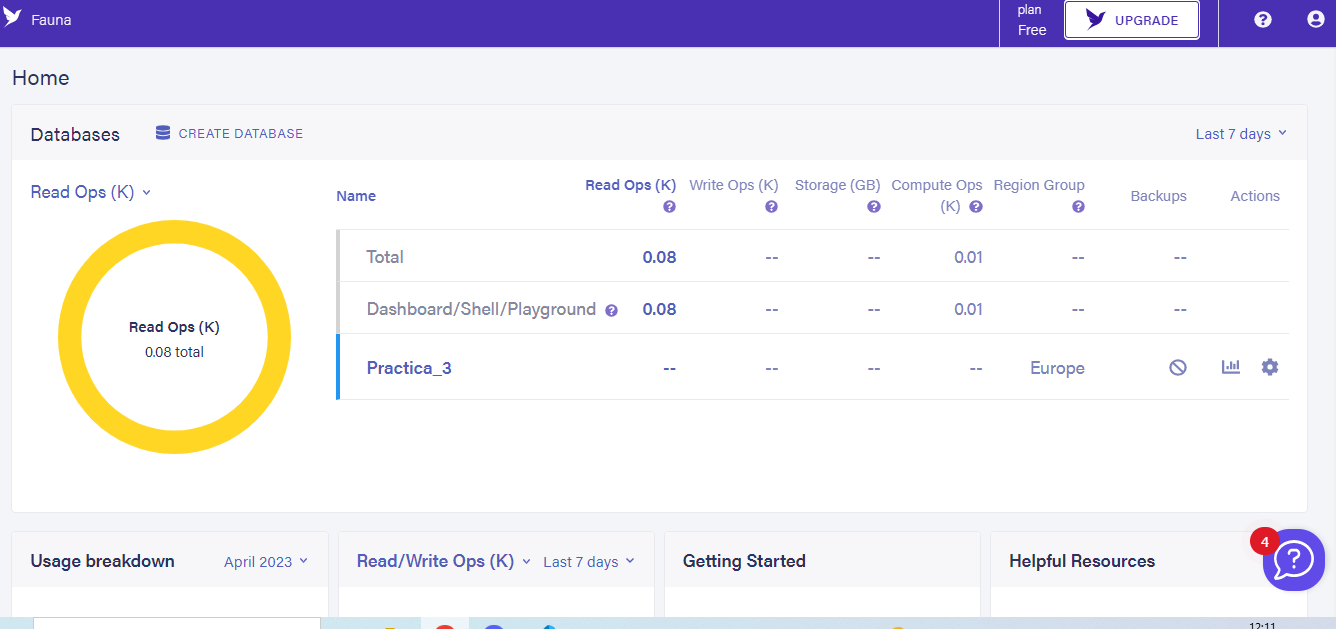 Fauna
plan
Free
UPGRADE
Home
Databases
CREATE DATABASE
Last 7 days
Read Ops (K)
Read Ops (K)
0.08 total
Name Read Ops (K) Write Ops (K) Storage (GB) Compute Ops (K) Region Group Backups Actions
Total 0.08 -- -- 0.01 -- --
Dashboard/Shell/Playground 0.08 -- -- 0.01 -- --
Practica_3 -- -- -- -- Europe
Usage breakdown April 2023
Read/Write Ops (K) Last 7 days
Getting Started
Helpful Resources
4
12:11